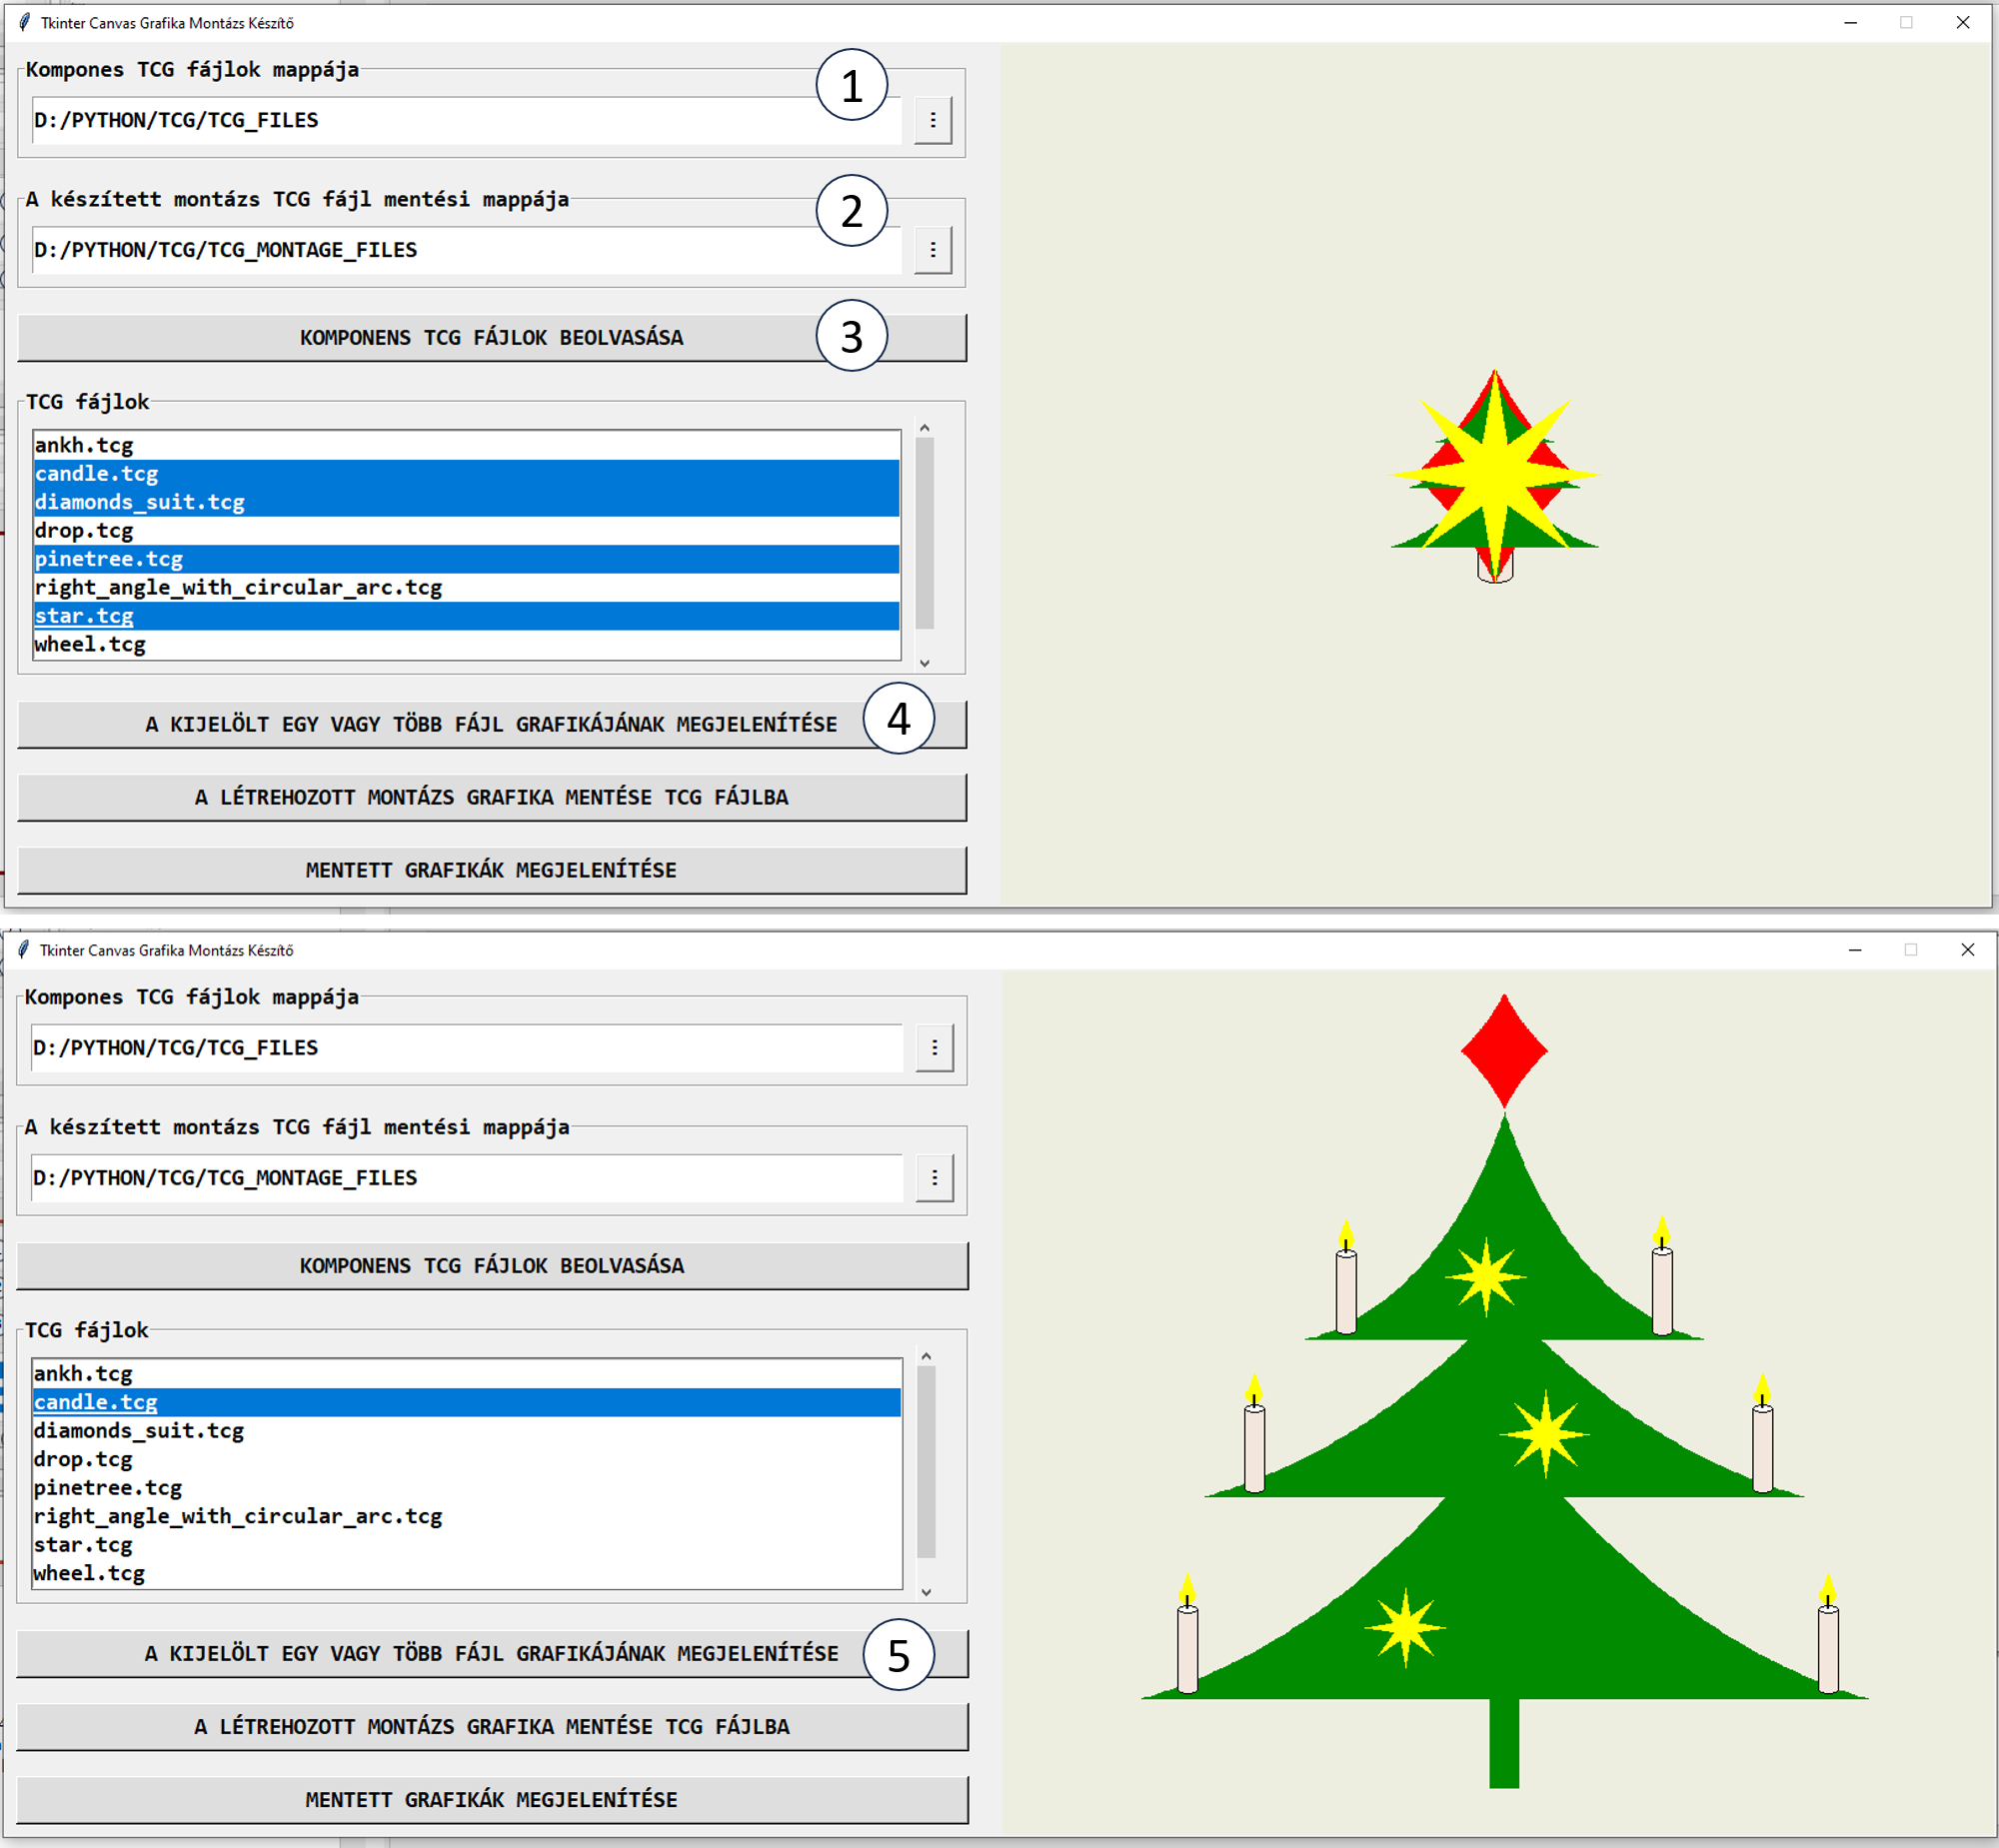 Tkinter Canvas Grafika Montázs Készítő
Kompones TCG fájlok mappája
1
D:/PYTHON/TCG/TCG_FILES
A készített montázs TCG fájl mentési mappája
2
D:/PYTHON/TCG/TCG_MONTAGE_FILES
KOMPONENS TCG FÁJLOK BEOLVASÁSA
3
TCG fájlok
ankh.tcg
candle.tcg
diamonds_suit.tcg
drop.tcg
pinetree.tcg
right_angle_with_circular_arc.tcg
star.tcg
wheel.tcg
A KIJELÖLT EGY VAGY TÖBB FÁJL GRAFIKÁJÁNAK MEGJELENÍTÉSE
4
A LÉTREHOZOTT MONTÁZS GRAFIKA MENTÉSE TCG FÁJLBA
MENTETT GRAFIKÁK MEGJELENÍTÉSE
Tkinter Canvas Grafika Montázs Készítő
Kompones TCG fájlok mappája
D:/PYTHON/TCG/TCG_FILES
A készített montázs TCG fájl mentési mappája
D:/PYTHON/TCG/TCG_MONTAGE_FILES
KOMPONENS TCG FÁJLOK BEOLVASÁSA
TCG fájlok
ankh.tcg
candle.tcg
diamonds_suit.tcg
drop.tcg
pinetree.tcg
right_angle_with_circular_arc.tcg
star.tcg
wheel.tcg
A KIJELÖLT EGY VAGY TÖBB FÁJL GRAFIKÁJÁNAK MEGJELENÍTÉSE
5
A LÉTREHOZOTT MONTÁZS GRAFIKA MENTÉSE TCG FÁJLBA
MENTETT GRAFIKÁK MEGJELENÍTÉSE